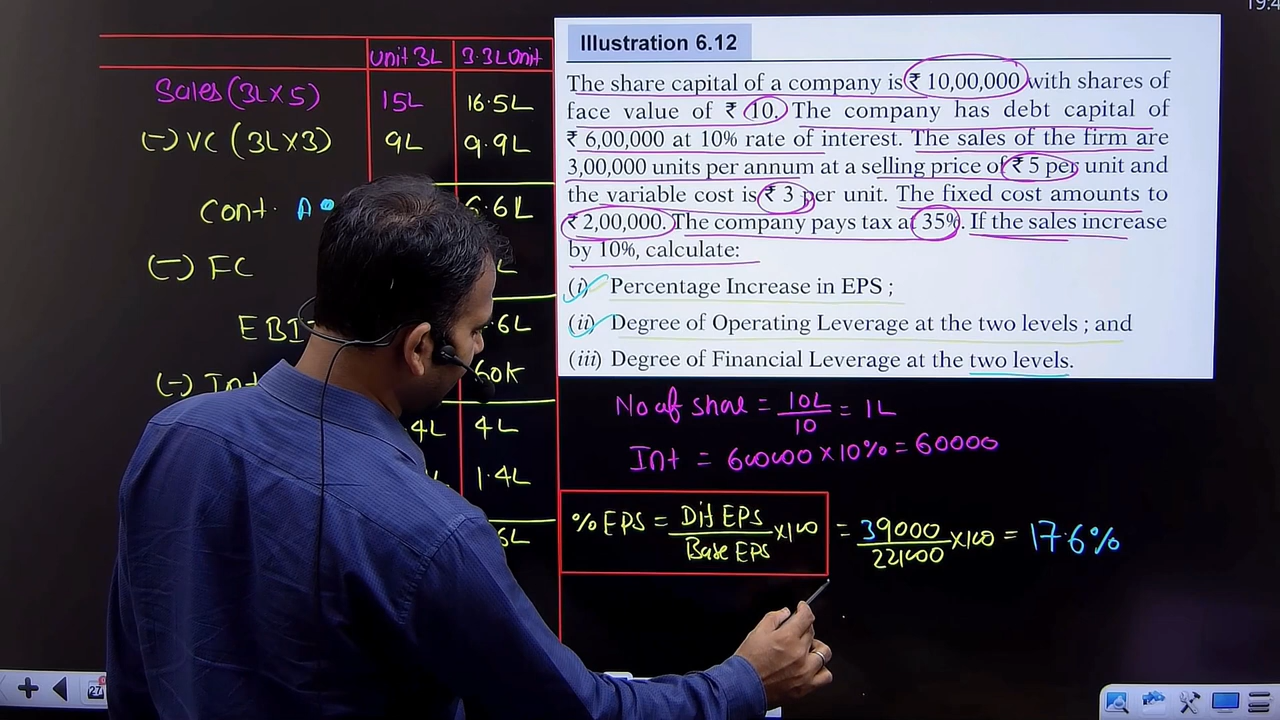 19:4
Unit 3L 3.3L Unit
Sales (3L×5) 15L 16.5L
(-) VC (3L×3) 9L 9.9L
Cont. 6.6L
(-) FC L
EBI .6L
(-) Int 60K
.4L 4L
1.4L
6L
Illustration 6.12
The share capital of a company is ₹ 10,00,000 with shares of
face value of ₹ 10. The company has debt capital of
₹ 6,00,000 at 10% rate of interest. The sales of the firm are
3,00,000 units per annum at a selling price of ₹ 5 per unit and
the variable cost is ₹ 3 per unit. The fixed cost amounts to
₹ 2,00,000. The company pays tax at 35%. If the sales increase
by 10%, calculate:
(i) Percentage Increase in EPS ;
(ii) Degree of Operating Leverage at the two levels ; and
(iii) Degree of Financial Leverage at the two levels.
No of share = 10L/10 = 1L
Int = 600000 × 10% = 60000
% EPS = Dif EPS/Base EPS × 100 = 39000/221000 × 100 = 17.6%
27